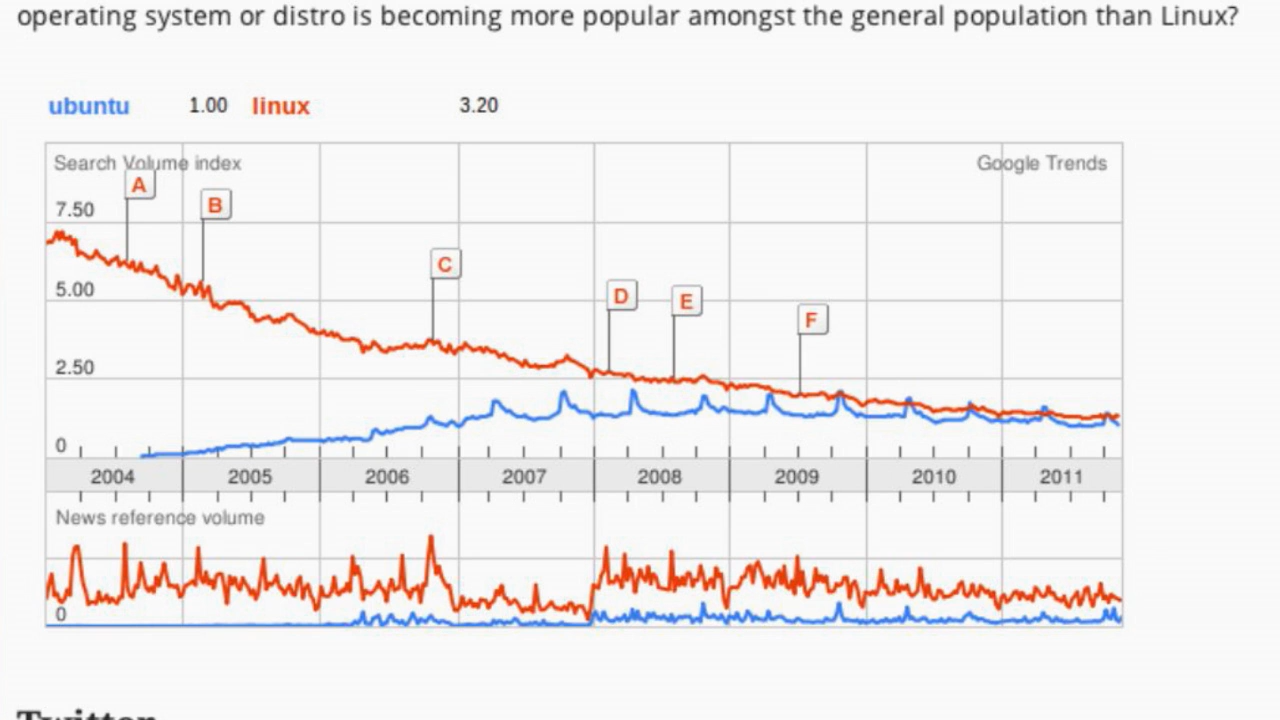 operating system or distro is becoming more popular amongst the general population than Linux?
ubuntu 1.00 linux 3.20
Search Volume index Google Trends
A
B
7.50
C
5.00
D
E
F
2.50
0
2004 2005 2006 2007 2008 2009 2010 2011
News reference volume
0
Twitter